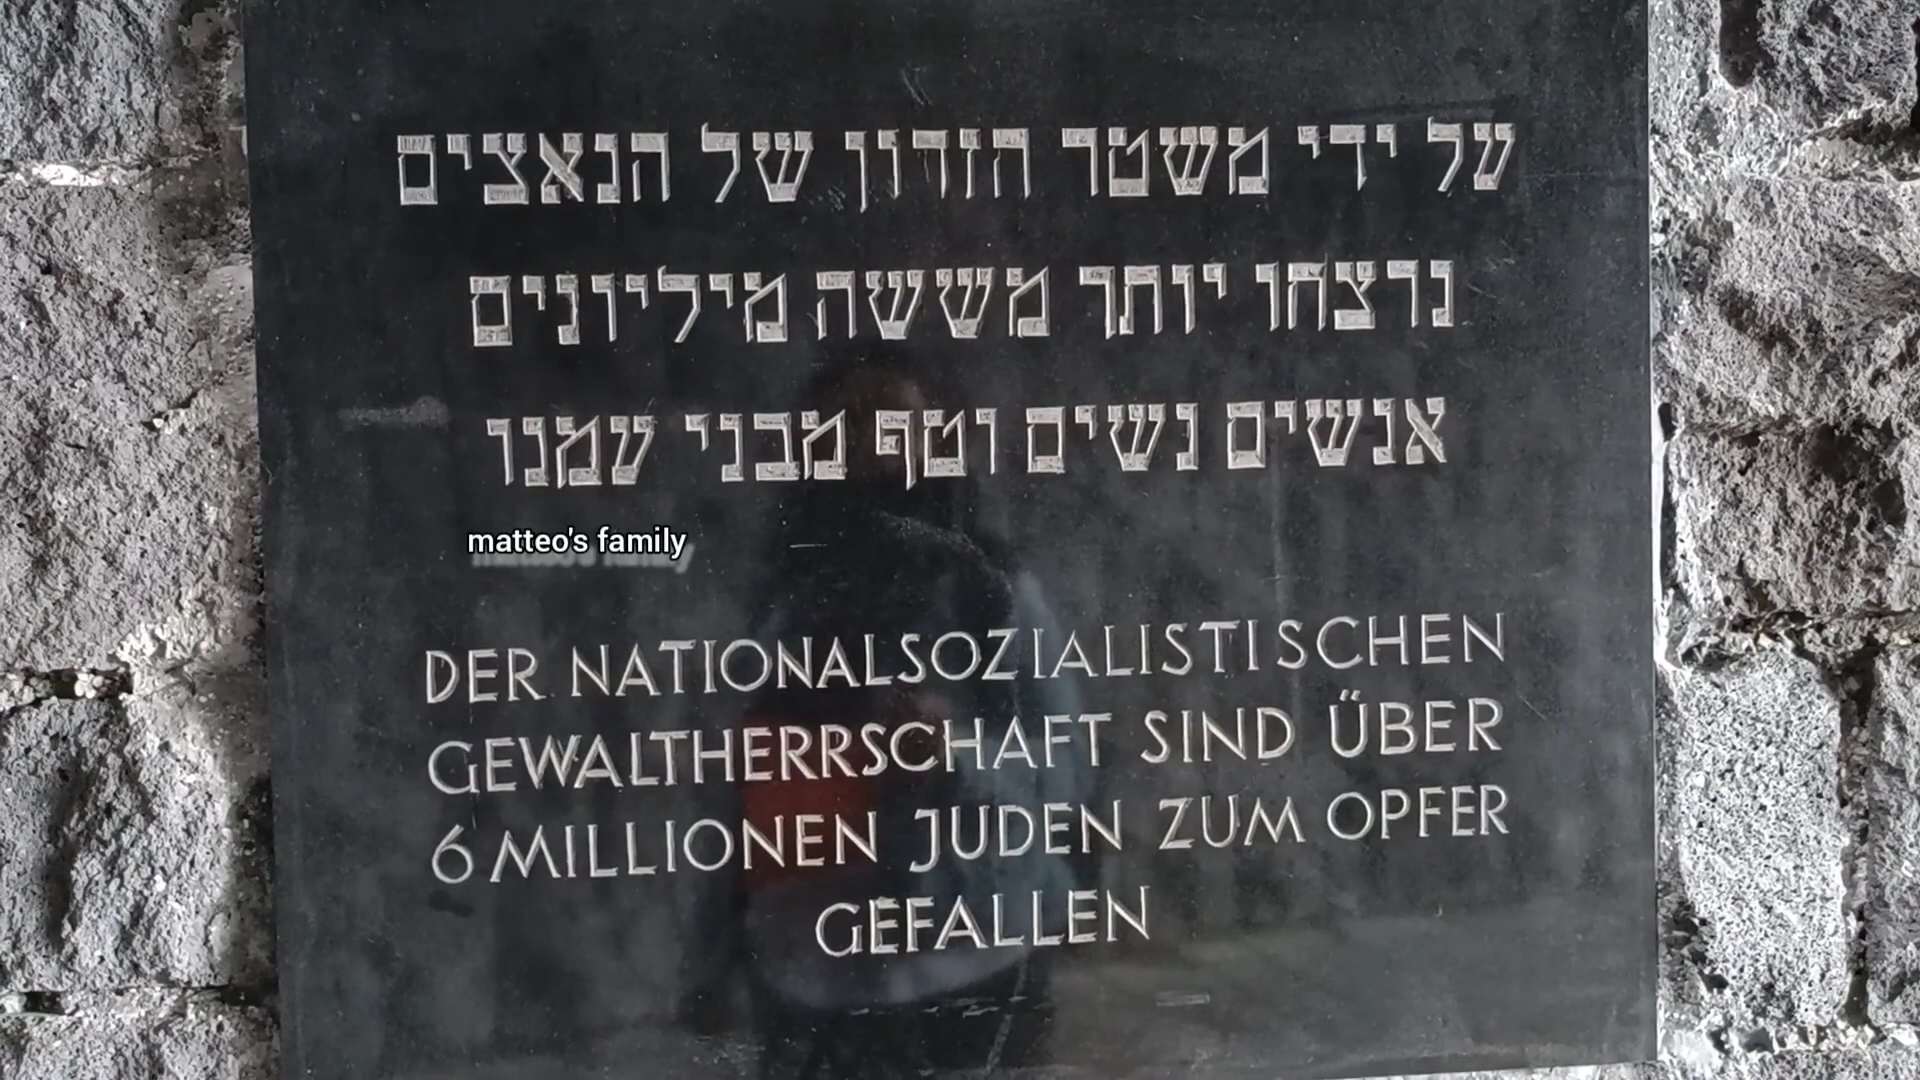 על ידי משטר הזדון של הנאצים
נרצחו יותר מששה מיליונים
אנשים נשים וטף מבני עמנו
matteo's family
DER NATIONALSOZIALISTISCHEN
GEWALTHERRSCHAFT SIND ÜBER
6 MILLIONEN JUDEN ZUM OPFER
GEFALLEN